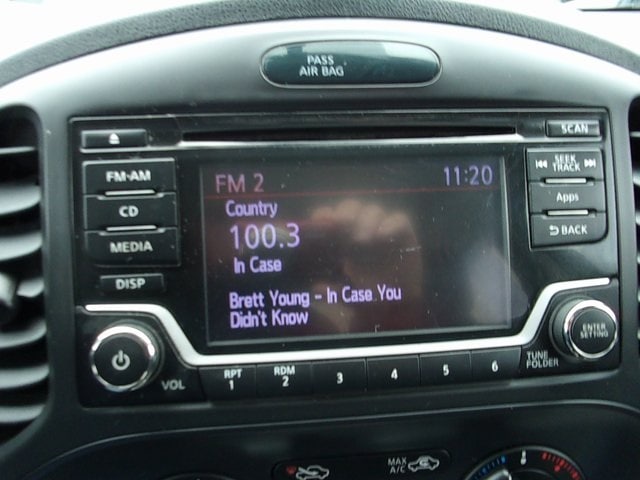 PASS
AIR BAG
SCAN
FM·AM
CD
MEDIA
DISP
VOL
FM 2
11:20
Country
100.3
In Case
Brett Young - In Case You
Didn't Know
SEEK
TRACK
Apps
BACK
ENTER
SETTING
TUNE
FOLDER
RPT
1
RDM
2
3
4
5
6
MAX
A/C